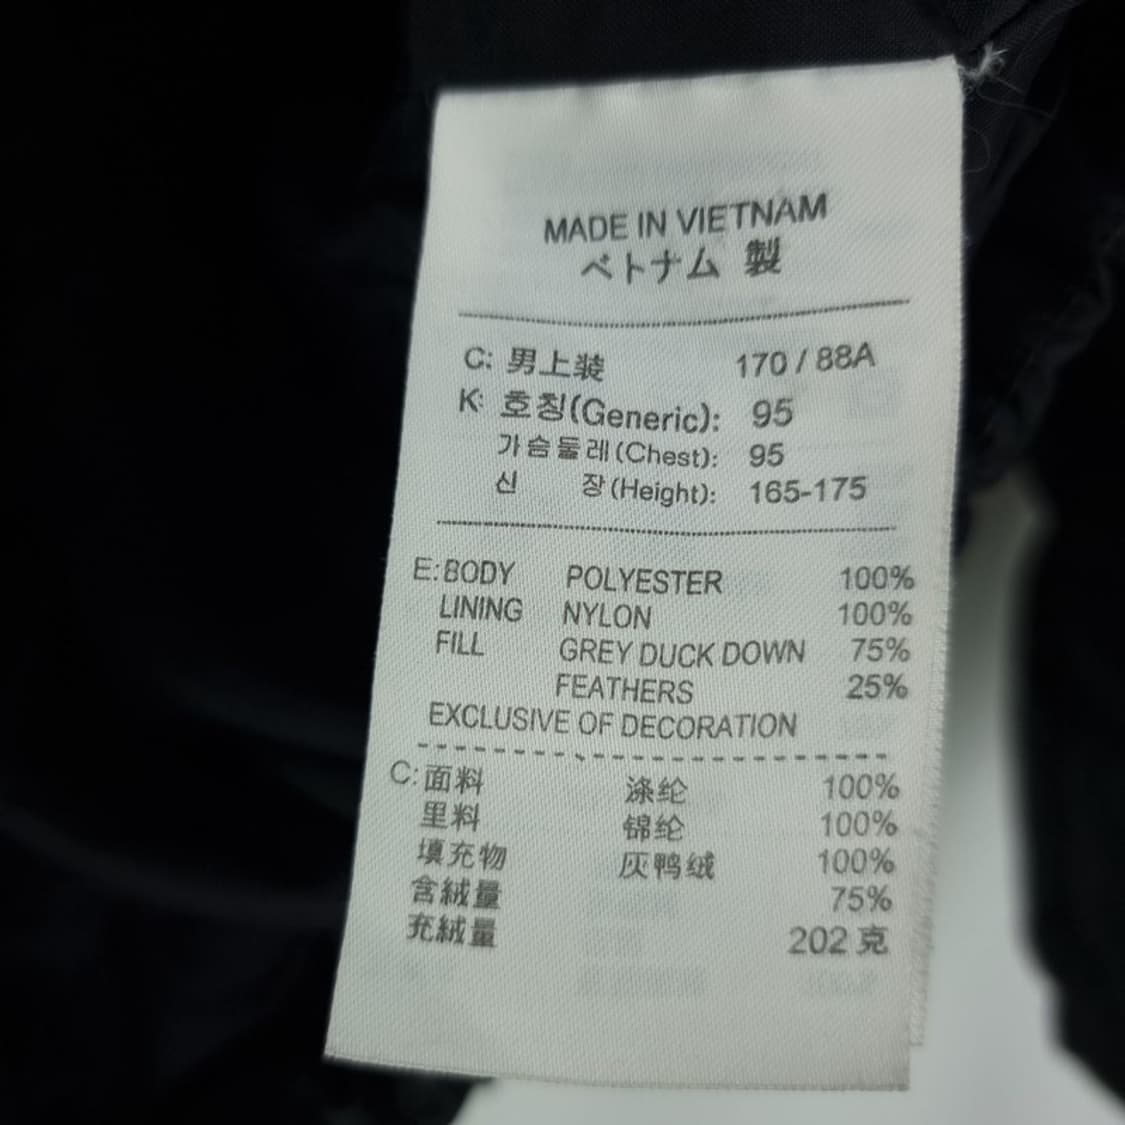 MADE IN VIETNAM
ベトナム 製
C: 男上装 170 / 88A
K: 호칭(Generic): 95
가슴둘레(Chest): 95
신 장(Height): 165-175
E: BODY POLYESTER 100%
LINING NYLON 100%
FILL GREY DUCK DOWN 75%
FEATHERS 25%
EXCLUSIVE OF DECORATION
C: 面料 涤纶 100%
里料 锦纶 100%
填充物 灰鸭绒 100%
含絨量 75%
充絨量 202 克